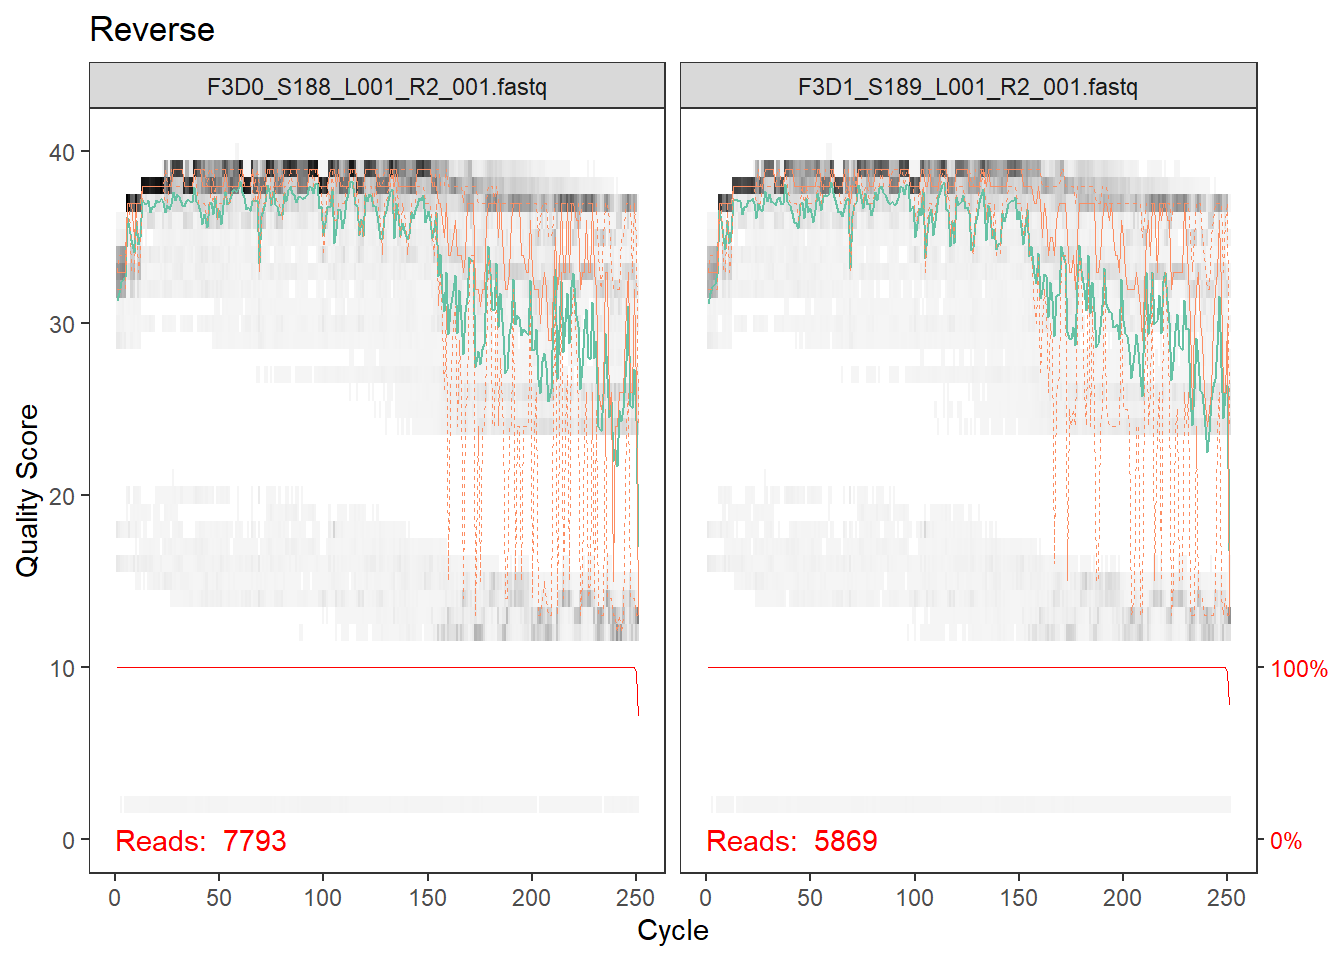 Reverse
F3D0_S188_L001_R2_001.fastq
F3D1_S189_L001_R2_001.fastq
Quality Score
40
30
20
10
0
100%
0%
Reads: 7793
Reads: 5869
0 50 100 150 200 250
0 50 100 150 200 250
Cycle